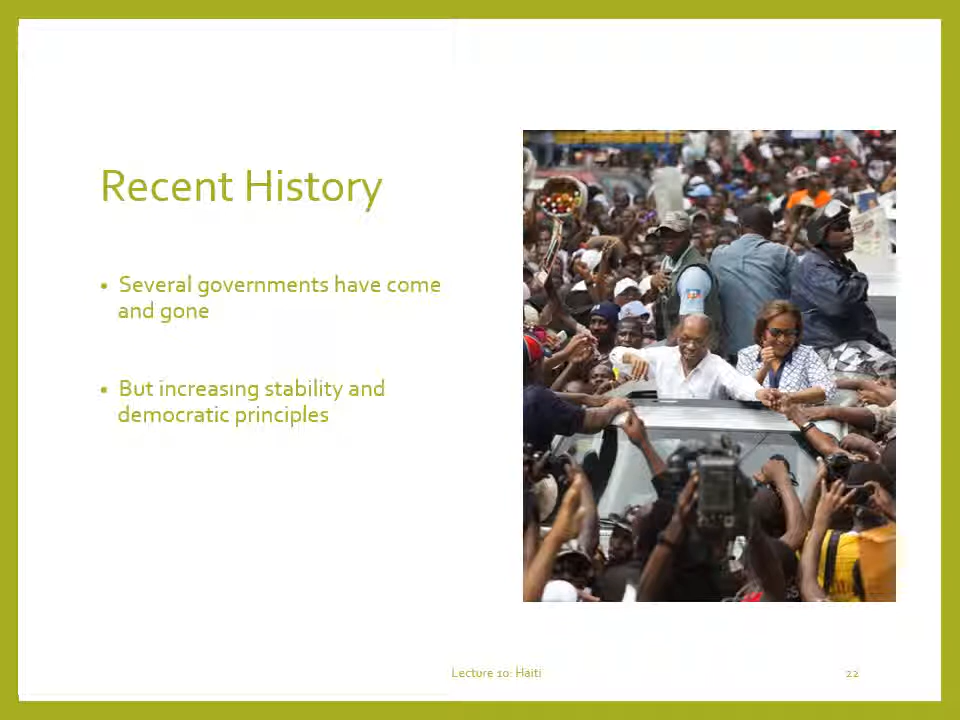 Recent History
• Several governments have come
and gone
• But increasing stability and
democratic principles
Lecture 10: Haiti
22